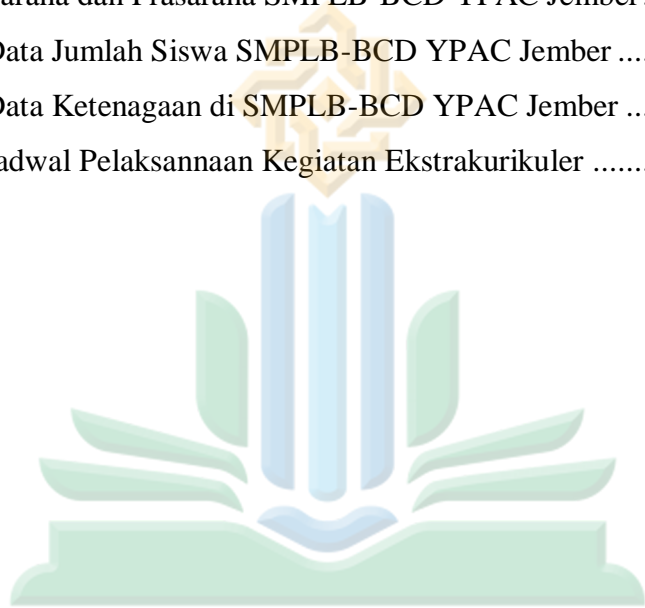 arana dan Prasarana SMPLB-BCD YPAC Jember.
Data Jumlah Siswa SMPLB-BCD YPAC Jember ....
Data Ketenagaan di SMPLB-BCD YPAC Jember ...
adwal Pelaksannaan Kegiatan Ekstrakurikuler .......